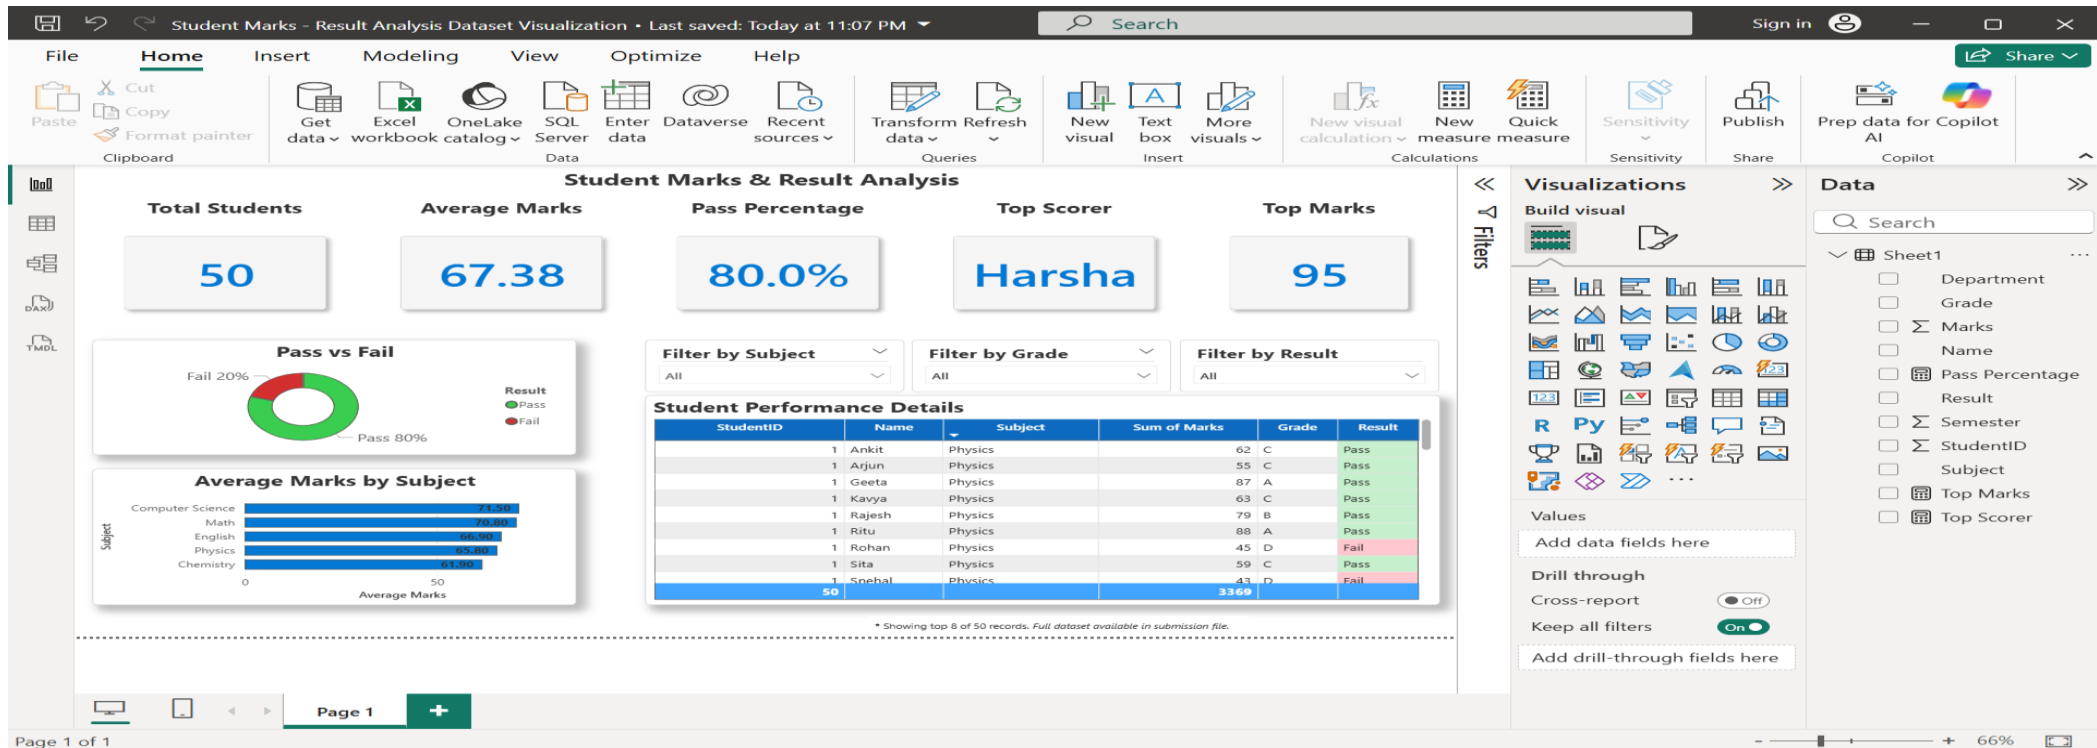 Student Marks - Result Analysis Dataset Visualization • Last saved: Today at 11:07 PM
Search
Sign in
File Home Insert Modeling View Optimize Help
Share
Paste
Cut
Copy
Format painter
Clipboard
Get data
Excel workbook
OneLake catalog
SQL Server
Enter data
Dataverse
Recent sources
Data
Transform data
Refresh
Queries
New visual
Text box
More visuals
Insert
New visual calculation
New measure
Quick measure
Calculations
Sensitivity
Sensitivity
Publish
Share
Prep data for AI
Copilot
Copilot
DAX
TMDL
Student Marks & Result Analysis
Total Students
50
Average Marks
67.38
Pass Percentage
80.0%
Top Scorer
Harsha
Top Marks
95
Pass vs Fail
Fail 20%
Pass 80%
Result
Pass
Fail
Filter by Subject
All
Filter by Grade
All
Filter by Result
All
Average Marks by Subject
Subject
Computer Science 71.50
Math 70.80
English 66.90
Physics 65.80
Chemistry 61.90
0 50
Average Marks
Student Performance Details
StudentID Name Subject Sum of Marks Grade Result
1 Ankit Physics 62 C Pass
1 Arjun Physics 55 C Pass
1 Geeta Physics 87 A Pass
1 Kavya Physics 63 C Pass
1 Rajesh Physics 79 B Pass
1 Ritu Physics 88 A Pass
1 Rohan Physics 45 D Fail
1 Sita Physics 59 C Pass
1 Snehal Physics 43 D Fail
50 3369
* Showing top 8 of 50 records. Full dataset available in submission file.
Filters
Visualizations
Build visual
123
123
R Py
Values
Add data fields here
Drill through
Cross-report Off
Keep all filters On
Add drill-through fields here
Data
Search
Sheet1
Department
Grade
Marks
Name
Pass Percentage
Result
Semester
StudentID
Subject
Top Marks
Top Scorer
Page 1
Page 1 of 1
66%